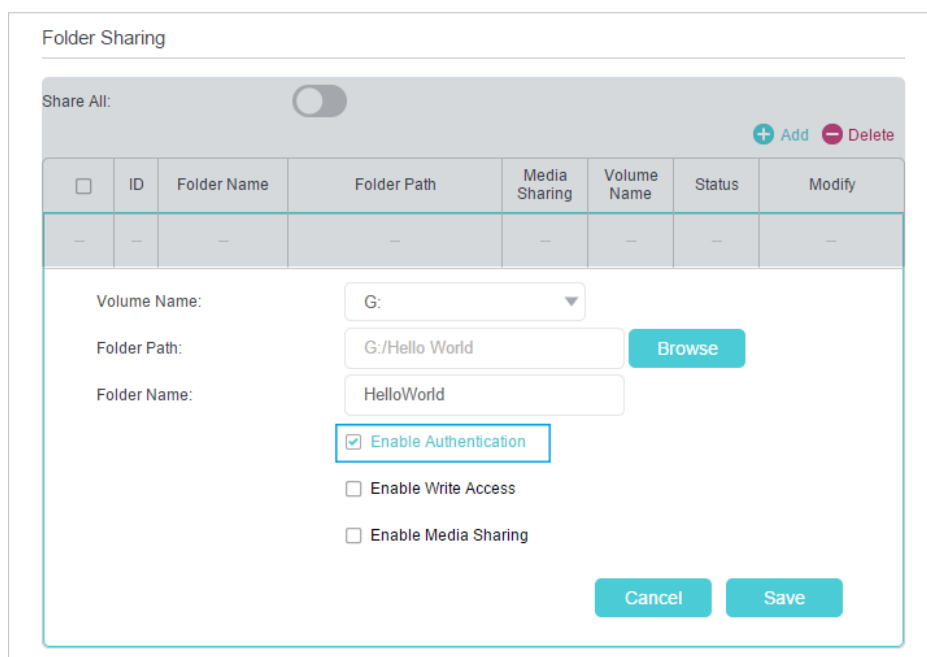 Folder Sharing
Share All:
Add Delete
ID Folder Name Folder Path Media Sharing Volume Name Status Modify
-- -- -- -- -- -- -- --
Volume Name: G:
Folder Path: G:/Hello World Browse
Folder Name: HelloWorld
Enable Authentication
Enable Write Access
Enable Media Sharing
Cancel Save